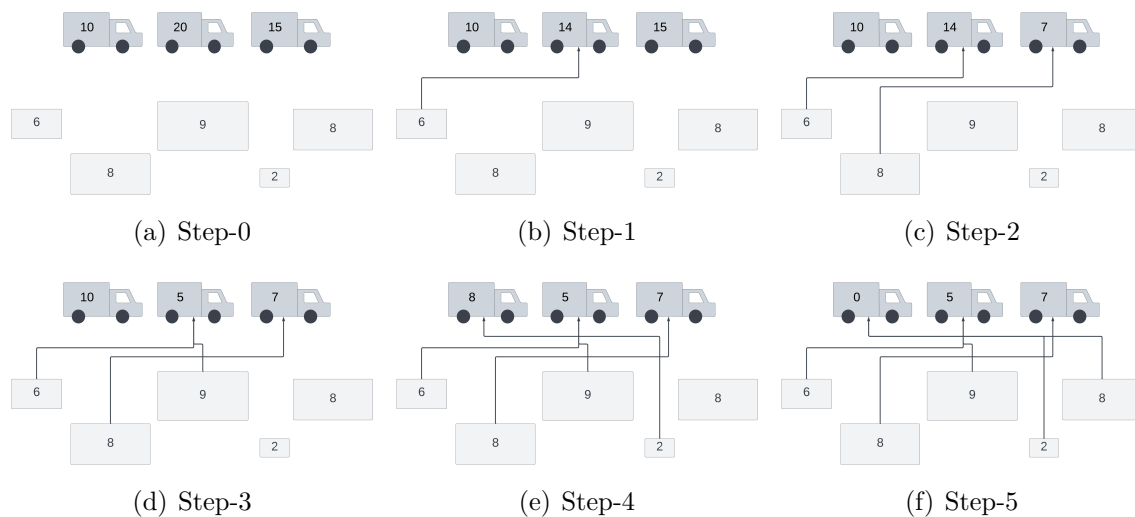 10 20 15
6 9 8
8 2
(a) Step-0
10 14 15
6 9 8
8 2
(b) Step-1
10 14 7
6 9 8
8 2
(c) Step-2
10 5 7
6 9 8
8 2
(d) Step-3
8 5 7
6 9 8
8 2
(e) Step-4
0 5 7
6 9 8
8 2
(f) Step-5